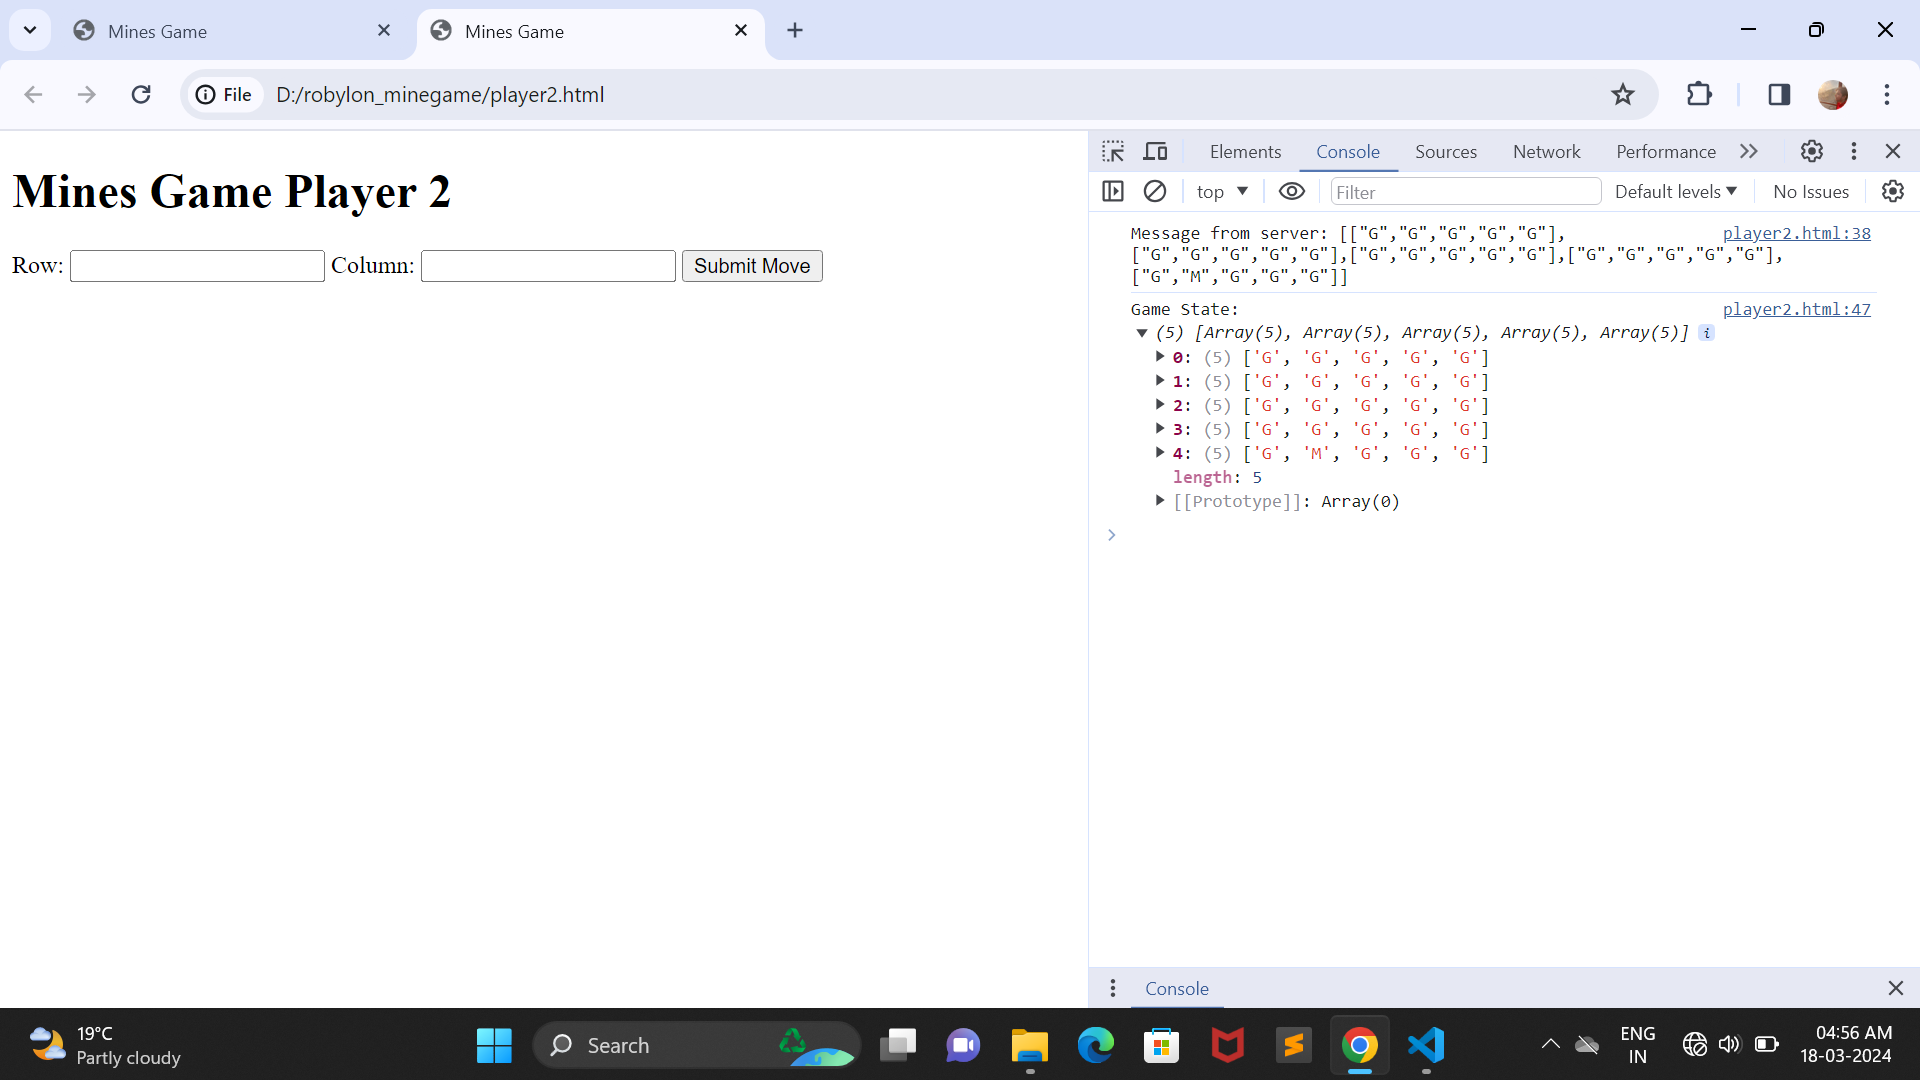 Mines Game
Mines Game
File
D:/robylon_minegame/player2.html
Mines Game Player 2
Row: Column: Submit Move
Elements Console Sources Network Performance
top Filter Default levels No Issues
Message from server: [["G","G","G","G","G"], player2.html:38
["G","G","G","G","G"],["G","G","G","G","G"],["G","G","G","G","G"],
["G","M","G","G","G"]]
Game State: player2.html:47
(5) [Array(5), Array(5), Array(5), Array(5), Array(5)] i
0: (5) ['G', 'G', 'G', 'G', 'G']
1: (5) ['G', 'G', 'G', 'G', 'G']
2: (5) ['G', 'G', 'G', 'G', 'G']
3: (5) ['G', 'G', 'G', 'G', 'G']
4: (5) ['G', 'M', 'G', 'G', 'G']
length: 5
[[Prototype]]: Array(0)
Console
19°C
Partly cloudy
Search
ENG
IN
04:56 AM
18-03-2024